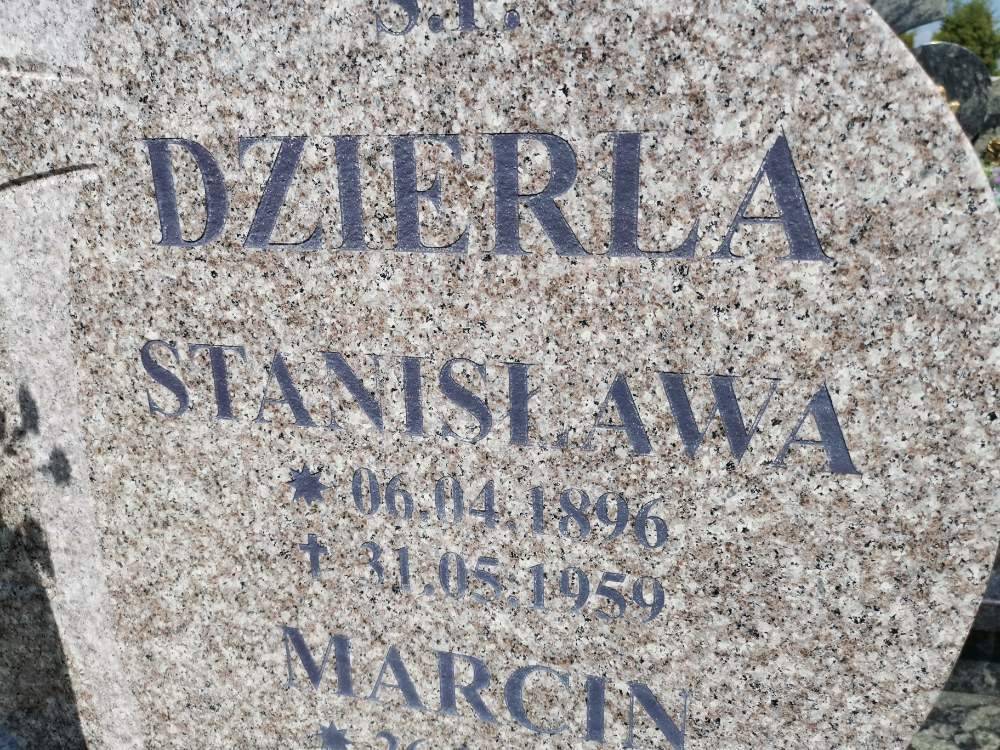 Ś.P.
DZIERLA
STANISŁAWA
* 06.04.1896
† 31.05.1959
MARCIN